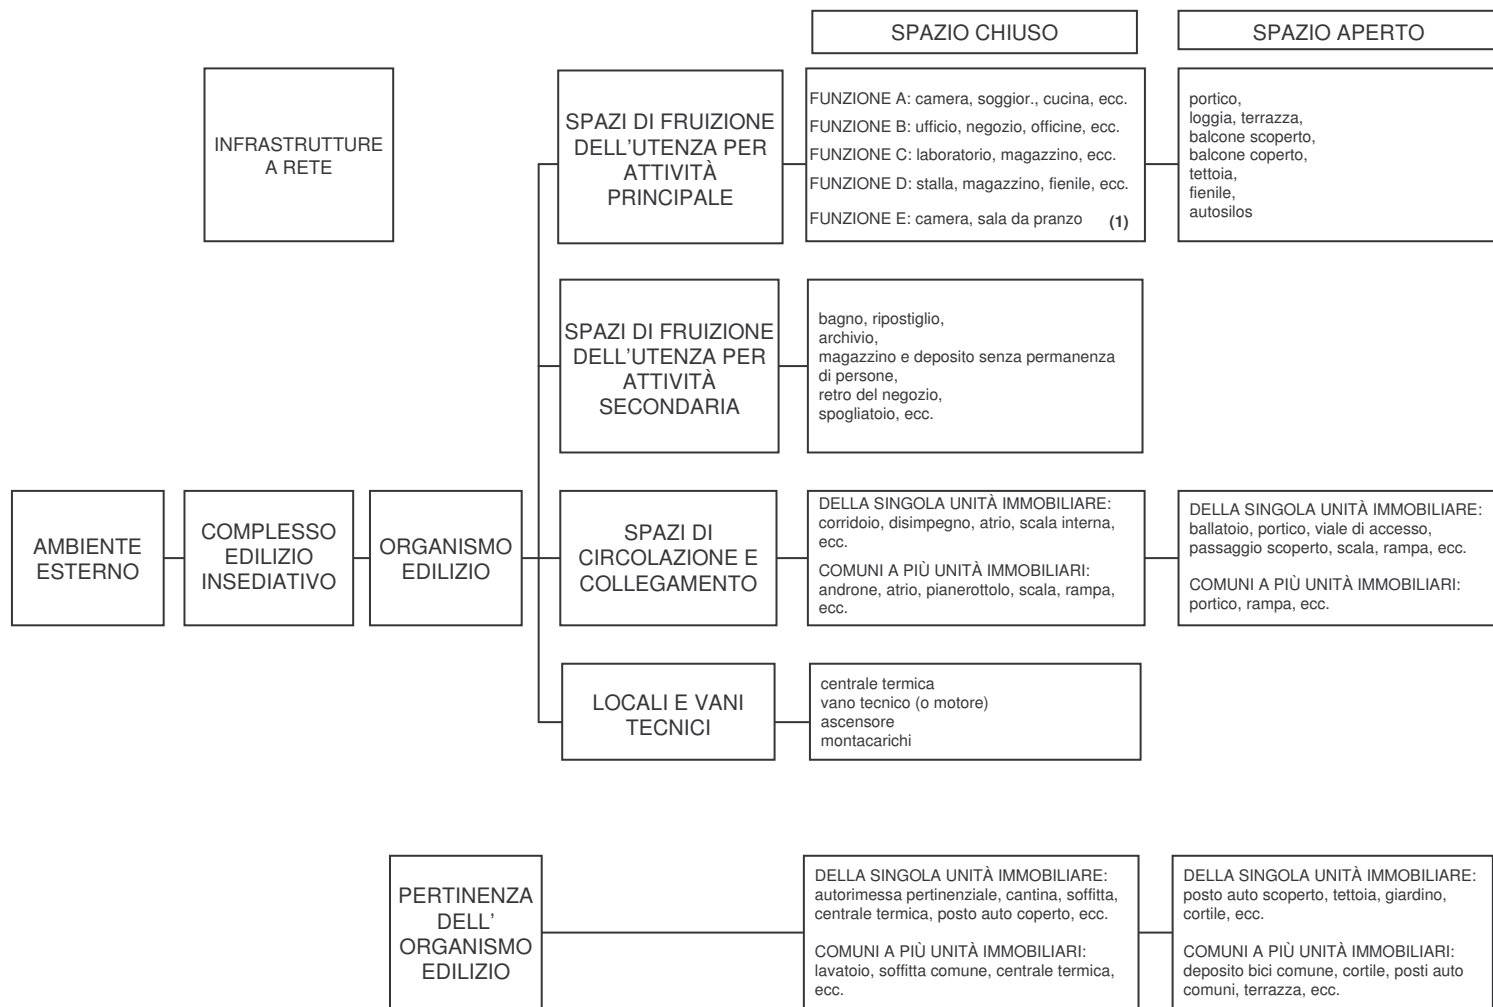 SPAZIO CHIUSO
SPAZIO APERTO
INFRASTRUTTURE
A RETE
SPAZI DI FRUIZIONE
DELL'UTENZA PER
ATTIVITÀ
PRINCIPALE
FUNZIONE A: camera, soggior., cucina, ecc.
FUNZIONE B: ufficio, negozio, officine, ecc.
FUNZIONE C: laboratorio, magazzino, ecc.
FUNZIONE D: stalla, magazzino, fienile, ecc.
FUNZIONE E: camera, sala da pranzo (1)
portico,
loggia, terrazza,
balcone scoperto,
balcone coperto,
tettoia,
fienile,
autosilos
SPAZI DI FRUIZIONE
DELL'UTENZA PER
ATTIVITÀ
SECONDARIA
bagno, ripostiglio,
archivio,
magazzino e deposito senza permanenza
di persone,
retro del negozio,
spogliatoio, ecc.
AMBIENTE
ESTERNO
COMPLESSO
EDILIZIO
INSEDIATIVO
ORGANISMO
EDILIZIO
SPAZI DI
CIRCOLAZIONE E
COLLEGAMENTO
DELLA SINGOLA UNITÀ IMMOBILIARE:
corridoio, disimpegno, atrio, scala interna,
ecc.
COMUNI A PIÙ UNITÀ IMMOBILIARI:
androne, atrio, pianerottolo, scala, rampa,
ecc.
DELLA SINGOLA UNITÀ IMMOBILIARE:
ballatoio, portico, viale di accesso,
passaggio scoperto, scala, rampa, ecc.
COMUNI A PIÙ UNITÀ IMMOBILIARI:
portico, rampa, ecc.
LOCALI E VANI
TECNICI
centrale termica
vano tecnico (o motore)
ascensore
montacarichi
PERTINENZA
DELL'
ORGANISMO
EDILIZIO
DELLA SINGOLA UNITÀ IMMOBILIARE:
autorimessa pertinenziale, cantina, soffitta,
centrale termica, posto auto coperto, ecc.
COMUNI A PIÙ UNITÀ IMMOBILIARI:
lavatoio, soffitta comune, centrale termica,
ecc.
DELLA SINGOLA UNITÀ IMMOBILIARE:
posto auto scoperto, tettoia, giardino,
cortile, ecc.
COMUNI A PIÙ UNITÀ IMMOBILIARI:
deposito bici comune, cortile, posti auto
comuni, terrazza, ecc.